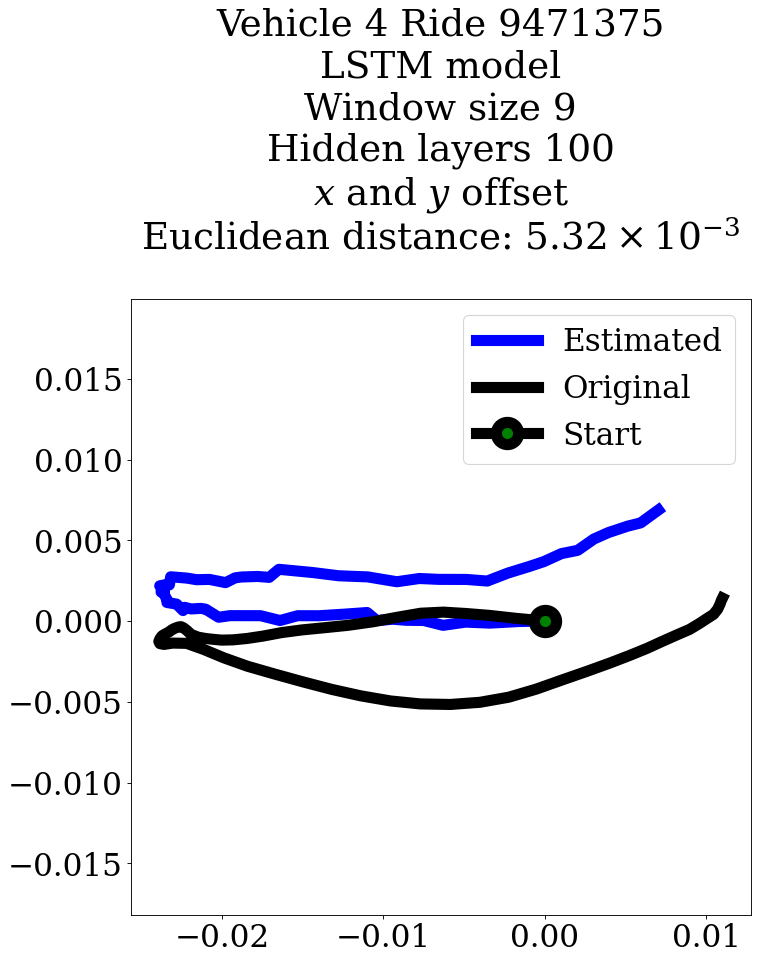 Vehicle 4 Ride 9471375
LSTM model
Window size 9
Hidden layers 100
x and y offset
Euclidean distance: 5.32 × 10⁻³
Estimated
Original
Start
0.015
0.010
0.005
0.000
−0.005
−0.010
−0.015
−0.02 −0.01 0.00 0.01